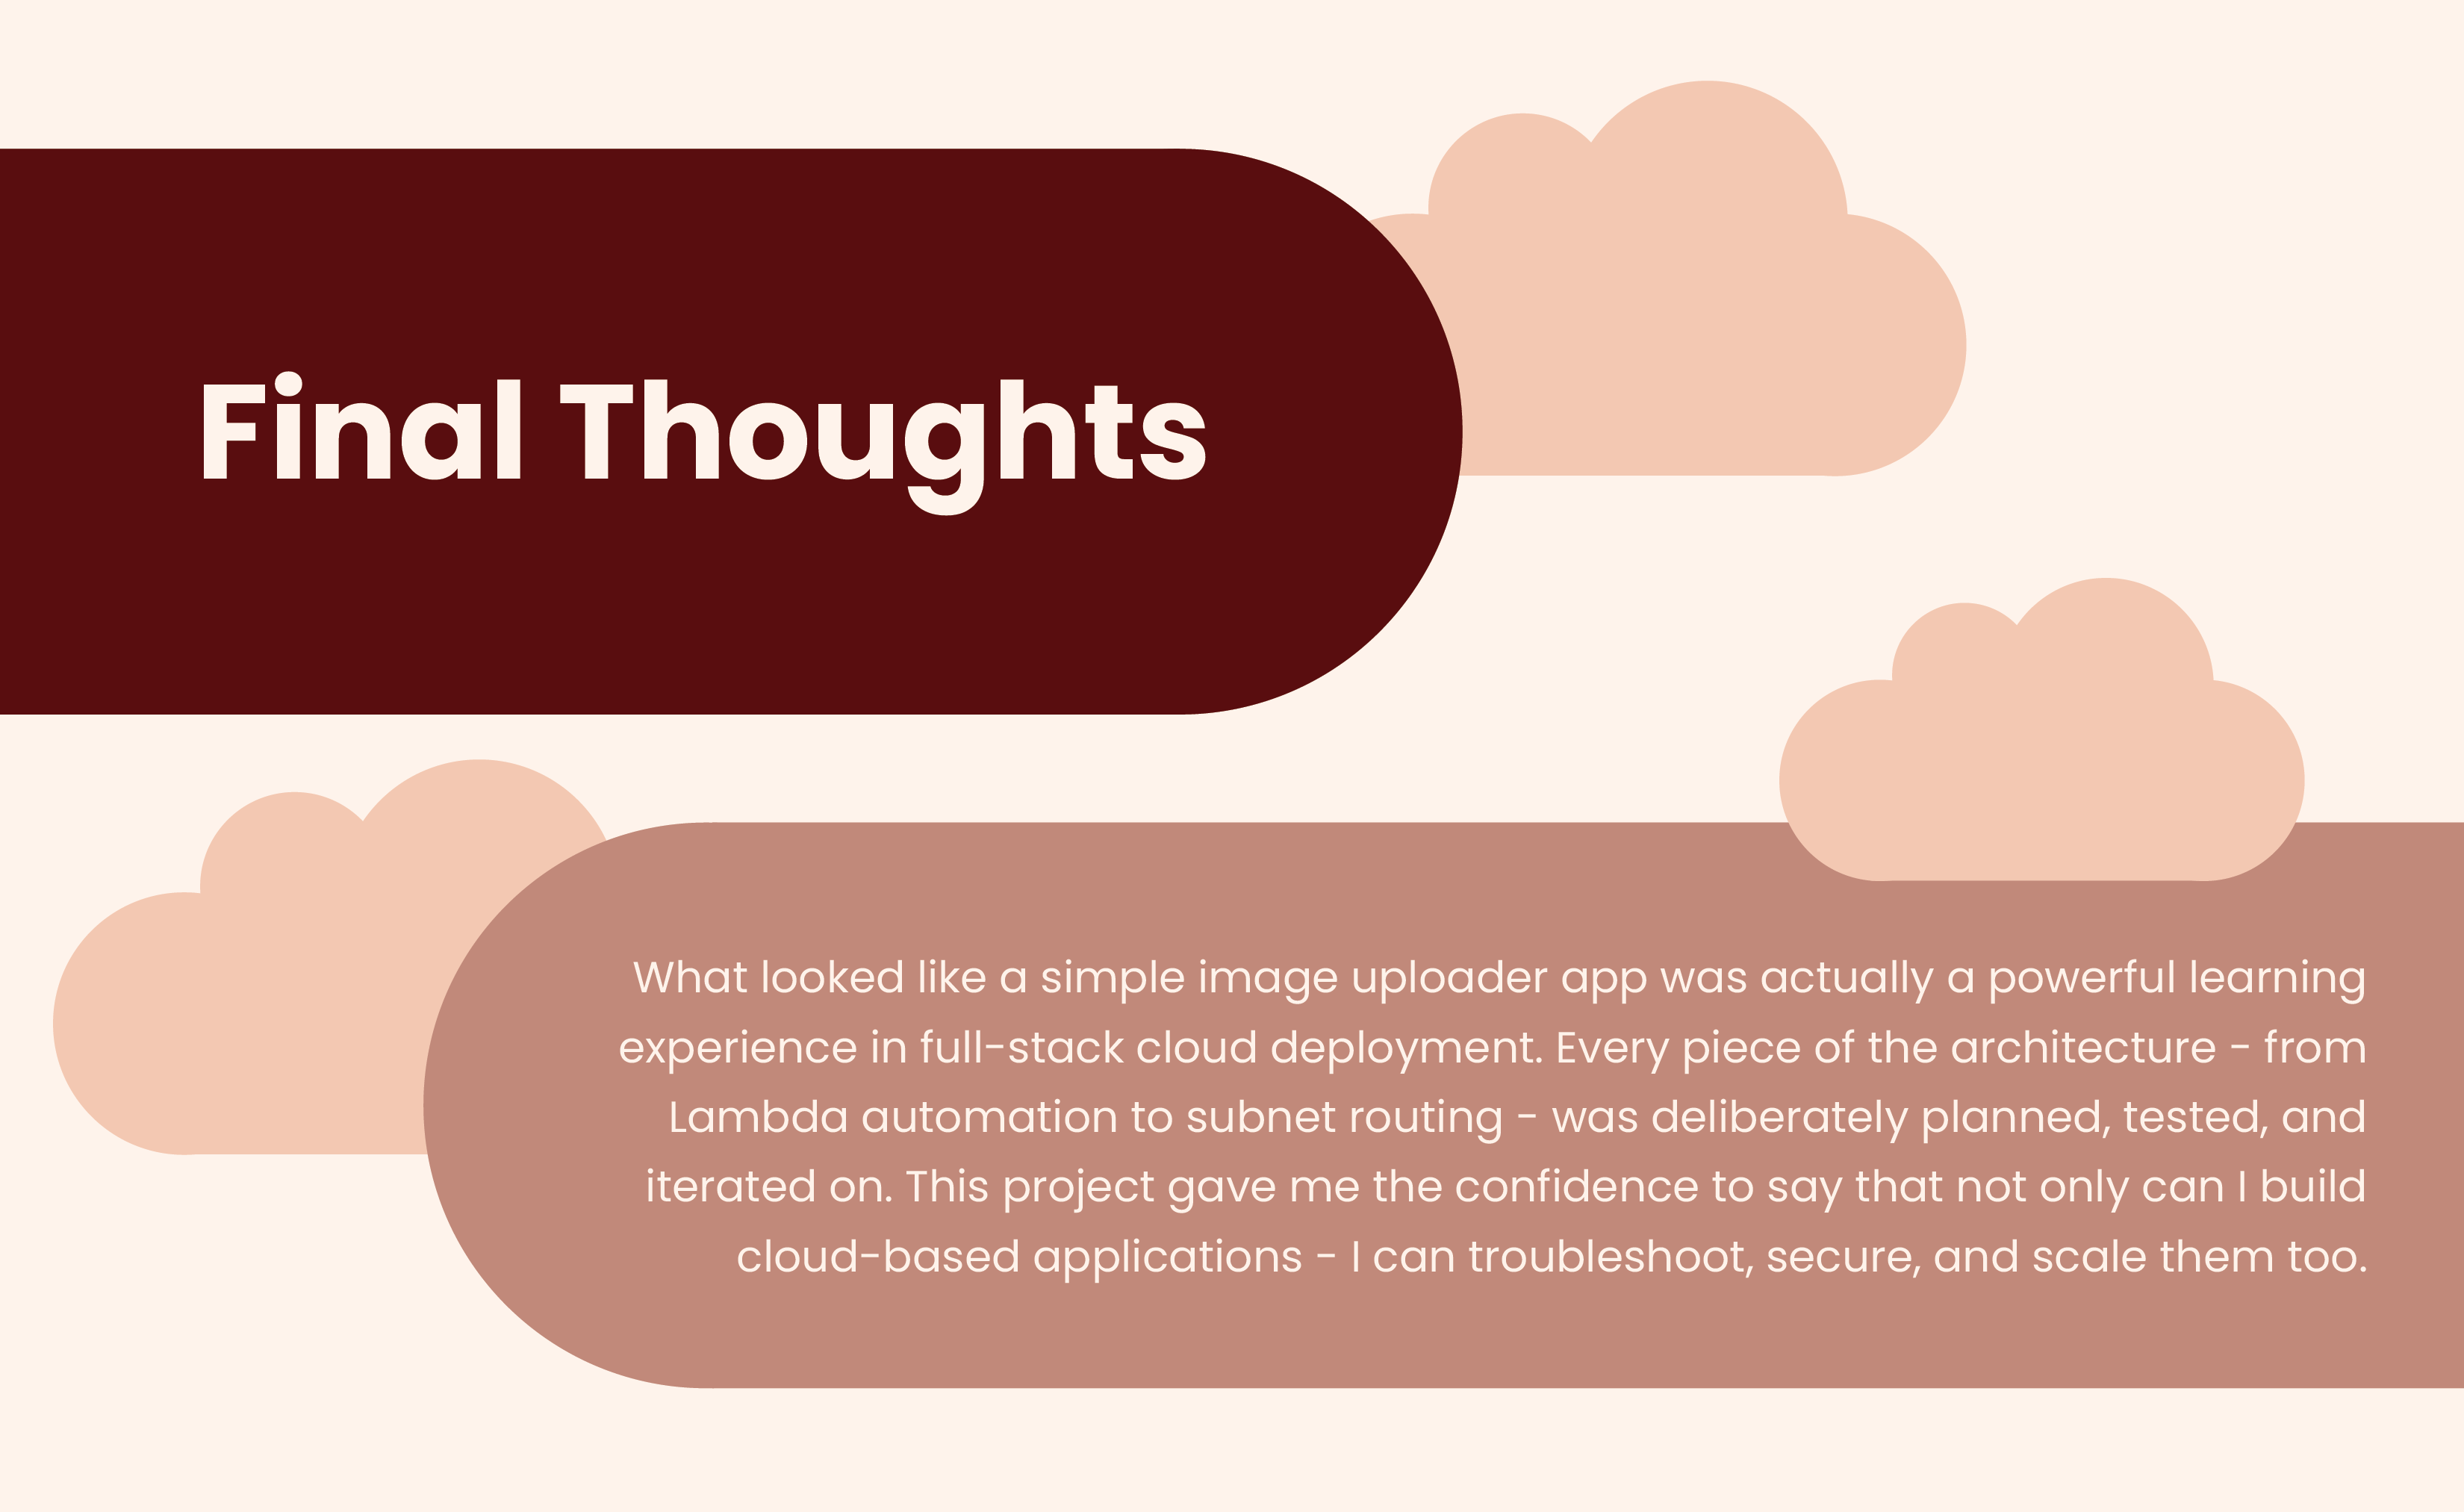 Final Thoughts
What looked like a simple image uploader app was actually a powerful learning
experience in full-stack cloud deployment. Every piece of the architecture - from
Lambda automation to subnet routing - was deliberately planned, tested, and
iterated on. This project gave me the confidence to say that not only can I build
cloud-based applications - I can troubleshoot, secure, and scale them too.